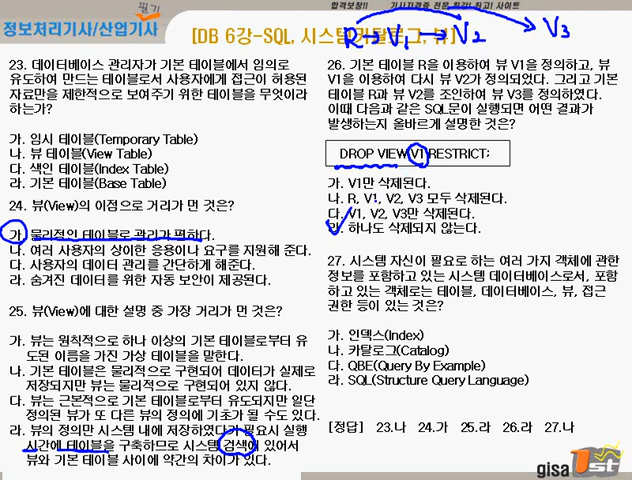 필기
합격보장!! 기사자격증 전문 최강! 최고! 사이트
정보처리기사/산업기사
[DB 6강-SQL, 시스템카탈로그, 뷰]
R → V1 → V2 V3
23. 데이터베이스 관리자가 기본 테이블에서 임의로
유도하여 만드는 테이블로서 사용자에게 접근이 허용된
자료만을 제한적으로 보여주기 위한 테이블을 무엇이라
하는가?
가. 임시 테이블(Temporary Table)
나. 뷰 테이블(View Table)
다. 색인 테이블(Index Table)
라. 기본 테이블(Base Table)
24. 뷰(View)의 이점으로 거리가 먼 것은?
가. 물리적인 테이블로 관리가 편하다.
나. 여러 사용자의 상이한 응용이나 요구를 지원해 준다.
다. 사용자의 데이터 관리를 간단하게 해준다.
라. 숨겨진 데이터를 위한 자동 보안이 제공된다.
25. 뷰(View)에 대한 설명 중 가장 거리가 먼 것은?
가. 뷰는 원칙적으로 하나 이상의 기본 테이블로부터 유
도된 이름을 가진 가상 테이블을 말한다.
나. 기본 테이블은 물리적으로 구현되어 데이터가 실제로
저장되지만 뷰는 물리적으로 구현되어 있지 않다.
다. 뷰는 근본적으로 기본 테이블로부터 유도되지만 일단
정의된 뷰가 또 다른 뷰의 정의에 기초가 될 수도 있다.
라. 뷰의 정의만 시스템 내에 저장하였다가 필요시 실행
시간에 테이블을 구축하므로 시스템 검색에 있어서
뷰와 기본 테이블 사이에 약간의 차이가 있다.
26. 기본 테이블 R을 이용하여 뷰 V1을 정의하고, 뷰
V1을 이용하여 다시 뷰 V2가 정의되었다. 그리고 기본
테이블 R과 뷰 V2를 조인하여 뷰 V3를 정의하였다.
이때 다음과 같은 SQL문이 실행되면 어떤 결과가
발생하는지 올바르게 설명한 것은?
DROP VIEW V1 RESTRICT;
가. V1만 삭제된다.
나. R, V1, V2, V3 모두 삭제된다.
다. V1, V2, V3만 삭제된다.
라. 하나도 삭제되지 않는다.
27. 시스템 자신이 필요로 하는 여러 가지 객체에 관한
정보를 포함하고 있는 시스템 데이터베이스로서, 포함
하고 있는 객체로는 테이블, 데이터베이스, 뷰, 접근
권한 등이 있는 것은?
가. 인덱스(Index)
나. 카탈로그(Catalog)
다. QBE(Query By Example)
라. SQL(Structure Query Language)
[정답] 23.나 24.가 25.라 26.라 27.나
gisa 1st